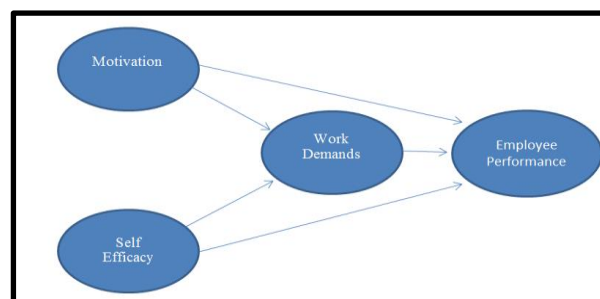 Motivation
Work
Demands
Employee
Performance
Self
Efficacy